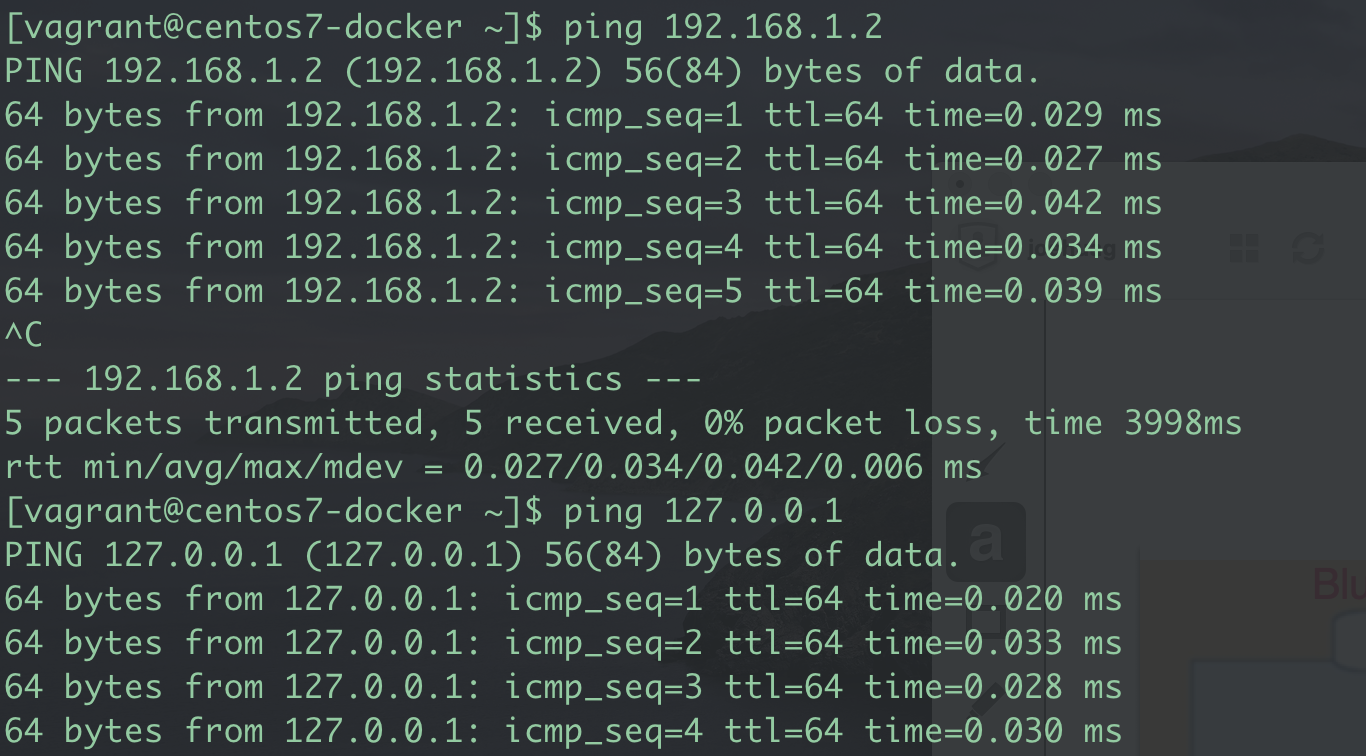 [vagrant@centos7-docker ~]$ ping 192.168.1.2
PING 192.168.1.2 (192.168.1.2) 56(84) bytes of data.
64 bytes from 192.168.1.2: icmp_seq=1 ttl=64 time=0.029 ms
64 bytes from 192.168.1.2: icmp_seq=2 ttl=64 time=0.027 ms
64 bytes from 192.168.1.2: icmp_seq=3 ttl=64 time=0.042 ms
64 bytes from 192.168.1.2: icmp_seq=4 ttl=64 time=0.034 ms
64 bytes from 192.168.1.2: icmp_seq=5 ttl=64 time=0.039 ms
^C
--- 192.168.1.2 ping statistics ---
5 packets transmitted, 5 received, 0% packet loss, time 3998ms
rtt min/avg/max/mdev = 0.027/0.034/0.042/0.006 ms
[vagrant@centos7-docker ~]$ ping 127.0.0.1
PING 127.0.0.1 (127.0.0.1) 56(84) bytes of data.
a
64 bytes from 127.0.0.1: icmp_seq=1 ttl=64 time=0.020 ms
Blu
64 bytes from 127.0.0.1: icmp_seq=2 ttl=64 time=0.033 ms
64 bytes from 127.0.0.1: icmp_seq=3 ttl=64 time=0.028 ms
64 bytes from 127.0.0.1: icmp_seq=4 ttl=64 time=0.030 ms